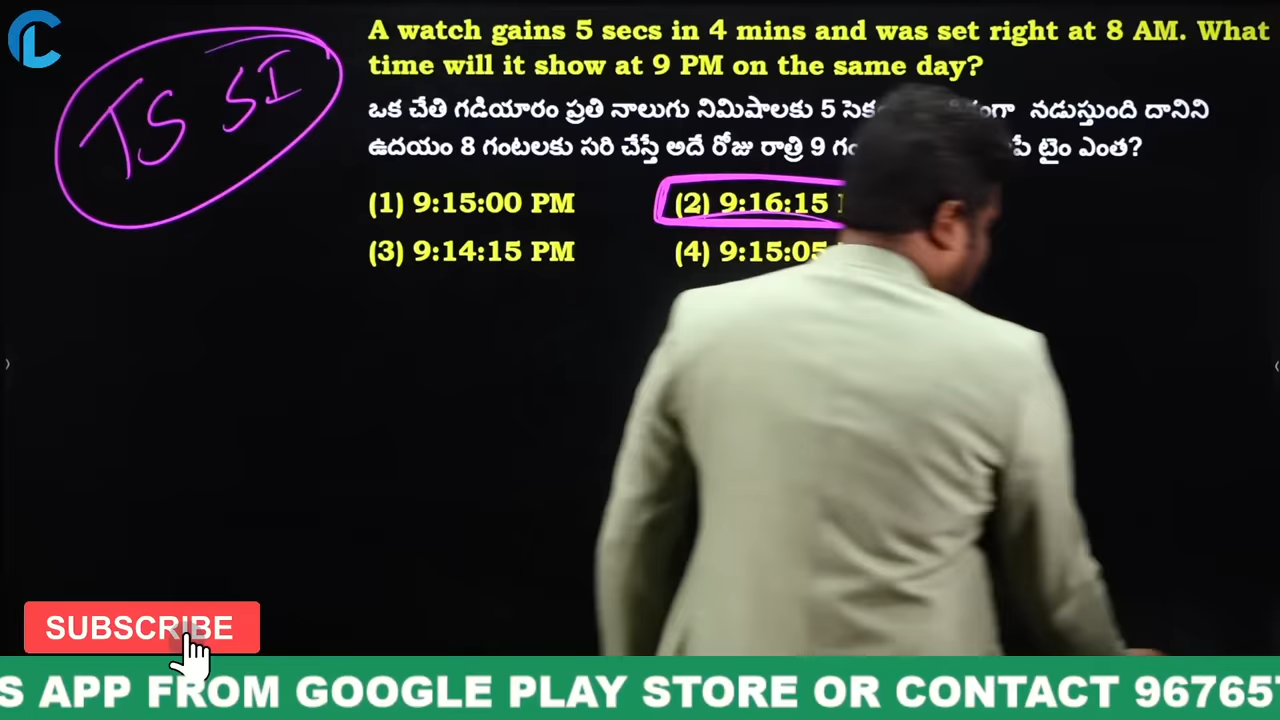 A watch gains 5 secs in 4 mins and was set right at 8 AM. What
time will it show at 9 PM on the same day?
ఒక చేతి గడియారం ప్రతి నాలుగు నిమిషాలకు 5 నడుస్తుంది దానిని
ఉదయం 8 గంటలకు సరి చేస్తే అదే రోజు రాత్రి 9 టైం ఎంత?
(1) 9:15:00 PM (2) 9:16:15
(3) 9:14:15 PM (4) 9:15:05
TS SI
SUBSCRIBE
S APP FROM GOOGLE PLAY STORE OR CONTACT 96765